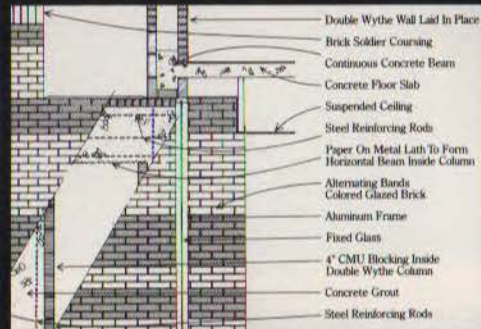 Double Wythe Wall Laid In Place
Brick Soldier Coursing
Continuous Concrete Beam
Concrete Floor Slab
Suspended Ceiling
Steel Reinforcing Rods
Paper On Metal Lath To Form
Horizontal Beam Inside Column
Alternating Bands
Colored Glazed Brick
Aluminum Frame
Fixed Glass
4" CMU Blocking Inside
Double Wythe Column
Concrete Grout
Steel Reinforcing Rods